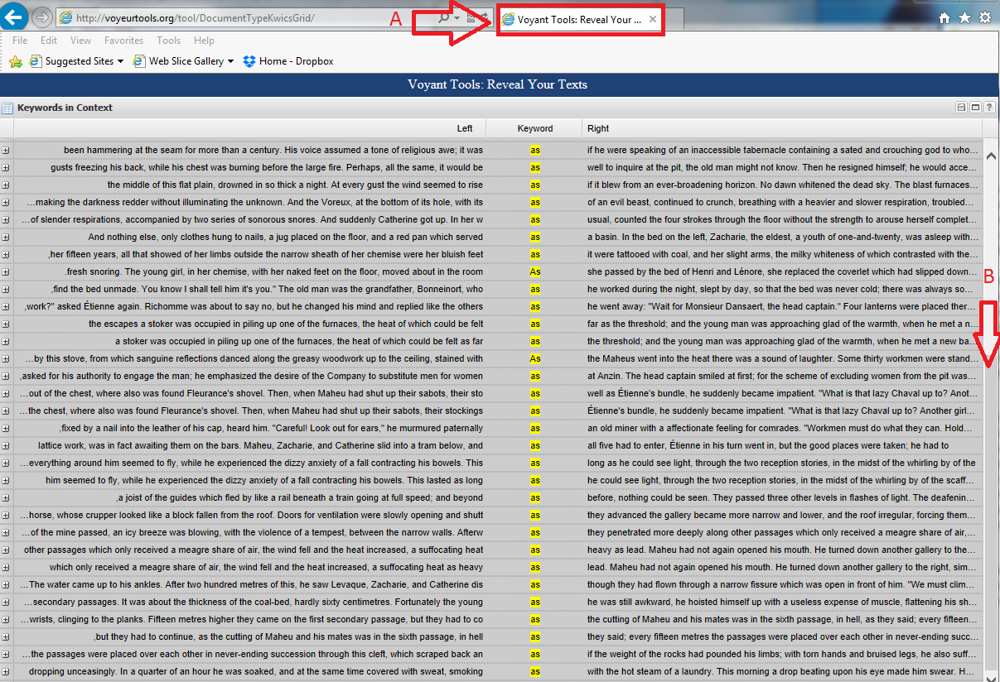 http://voyeurtools.org/tool/DocumentTypeKwicsGrid/
A
Voyant Tools: Reveal Your ...
File Edit View Favorites Tools Help
Suggested Sites Web Slice Gallery Home - Dropbox
Voyant Tools: Reveal Your Texts
Keywords in Context
Left Keyword Right
been hammering at the seam for more than a century. His voice assumed a tone of religious awe; it was as if he were speaking of an inaccessible tabernacle containing a sated and crouching god to who...
gusts freezing his back, while his chest was burning before the large fire. Perhaps, all the same, it would be as well to inquire at the pit, the old man might not know. Then he resigned himself; he would acce...
the middle of this flat plain, drowned in so thick a night. At every gust the wind seemed to rise as if it blew from an ever-broadening horizon. No dawn whitened the dead sky. The blast furnaces...
...making the darkness redder without illuminating the unknown. And the Voreux, at the bottom of its hole, with its as of an evil beast, continued to crunch, breathing with a heavier and slower respiration, troubled...
...of slender respirations, accompanied by two series of sonorous snores. And suddenly Catherine got up. In her w as usual, counted the four strokes through the floor without the strength to arouse herself complet...
And nothing else, only clothes hung to nails, a jug placed on the floor, and a red pan which served as a basin. In the bed on the left, Zacharie, the eldest, a youth of one-and-twenty, was asleep with...
,her fifteen years, all that showed of her limbs outside the narrow sheath of her chemise were her bluish feet as it were tattooed with coal, and her slight arms, the milky whiteness of which contrasted with the...
.fresh snoring. The young girl, in her chemise, with her naked feet on the floor, moved about in the room As she passed by the bed of Henri and Lénore, she replaced the coverlet which had slipped down...
B
,find the bed unmade. You know I shall tell him it's you." The old man was the grandfather, Bonneinort, who as he worked during the night, slept by day, so that the bed was never cold; there was always so...
,work?" asked Étienne again. Richomme was about to say no, but he changed his mind and replied like the others as he went away: "Wait for Monsieur Dansaert, the head captain." Four lanterns were placed ther...
the escapes a stoker was occupied in piling up one of the furnaces, the heat of which could be felt as far as the threshold; and the young man was approaching glad of the warmth, when he met a n...
a stoker was occupied in piling up one of the furnaces, the heat of which could be felt as far as the threshold; and the young man was approaching glad of the warmth, when he met a new ba...
...by this stove, from which sanguine reflections danced along the greasy woodwork up to the ceiling, stained with As the Maheus went into the heat there was a sound of laughter. Some thirty workmen were stand...
,asked for his authority to engage the man; he emphasized the desire of the Company to substitute men for women as at Anzin. The head captain smiled at first; for the scheme of excluding women from the pit was...
...out of the chest, where also was found Fleurance's shovel. Then, when Maheu had shut up their sabots, their sto as well as Étienne's bundle, he suddenly became impatient. "What is that lazy Chaval up to? Anot...
...the chest, where also was found Fleurance's shovel. Then, when Maheu had shut up their sabots, their stockings as Étienne's bundle, he suddenly became impatient. "What is that lazy Chaval up to? Another girl...
,fixed by a nail into the leather of his cap, heard him. "Careful! Look out for ears," he murmured paternally as an old miner with a affectionate feeling for comrades. "Workmen must do what they can. Hold...
lattice work, was in fact awaiting them on the bars. Maheu, Zacharie, and Catherine slid into a tram below, and as all five had to enter, Étienne in his turn went in, but the good places were taken; he had to
...everything around him seemed to fly, while he experienced the dizzy anxiety of a fall contracting his bowels. This as long as he could see light, through the two reception stories, in the midst of the whirling by of the
him seemed to fly, while he experienced the dizzy anxiety of a fall contracting his bowels. This lasted as long as he could see light, through the two reception stories, in the midst of the whirling by of the scaff...
,a joist of the guides which fled by like a rail beneath a train going at full speed; and beyond as before, nothing could be seen. They passed three other levels in flashes of light. The deafenin...
...horse, whose crupper looked like a block fallen from the roof. Doors for ventilation were slowly opening and shutt as they advanced the gallery became more narrow and lower, and the roof irregular, forcing them...
...of the mine passed, an icy breeze was blowing, with the violence of a tempest, between the narrow walls. Afterw as they penetrated more deeply along other passages which only received a meagre share of air,...
other passages which only received a meagre share of air, the wind fell and the heat increased, a suffocating heat as heavy as lead. Maheu had not again opened his mouth. He turned down another gallery to the...
which only received a meagre share of air, the wind fell and the heat increased, a suffocating heat as heavy as lead. Maheu had not again opened his mouth. He turned down another gallery to the right, sim...
...The water came up to his ankles. After two hundred metres of this, he saw Levaque, Zacharie, and Catherine dis as though they had flown through a narrow fissure which was open in front of him. "We must clim...
...secondary passages. It was about the thickness of the coal-bed, hardly sixty centimetres. Fortunately the young as he was still awkward, he hoisted himself up with a useless expense of muscle, flattening his sh...
...wrists, clinging to the planks. Fifteen metres higher they came on the first secondary passage, but they had to co as the cutting of Maheu and his mates was in the sixth passage, in hell, as they said; every fifteen...
,but they had to continue, as the cutting of Maheu and his mates was in the sixth passage, in hell as they said; every fifteen metres the passages were placed over each other in never-ending succ...
...the passages were placed over each other in never-ending succession through this cleft, which scraped back an as if the weight of the rocks had pounded his limbs; with torn hands and bruised legs, he also suff...
dropping unceasingly. In a quarter of an hour he was soaked, and at the same time covered with sweat, smoking as with the hot steam of a laundry. This morning a drop beating upon his eye made him swear. H...